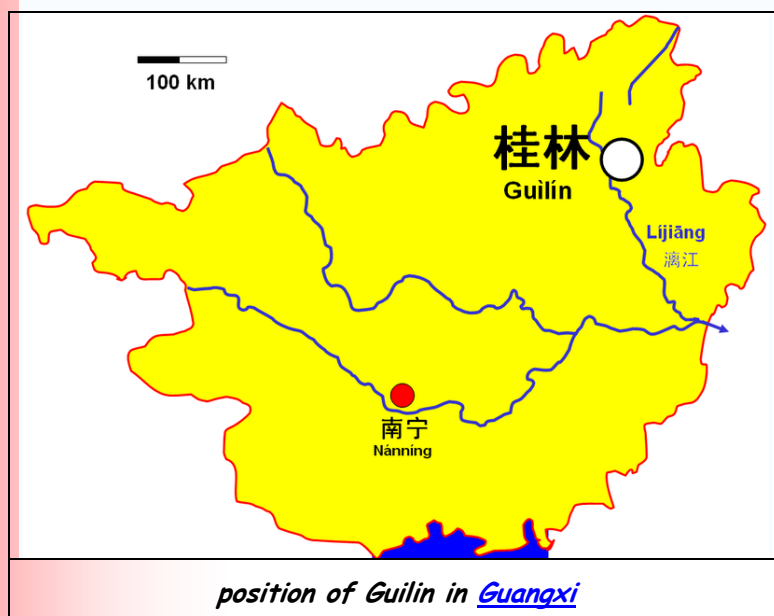 100 km
桂林
Guìlín
Líjiāng
漓江
南宁
Nánníng
position of Guilin in Guangxi